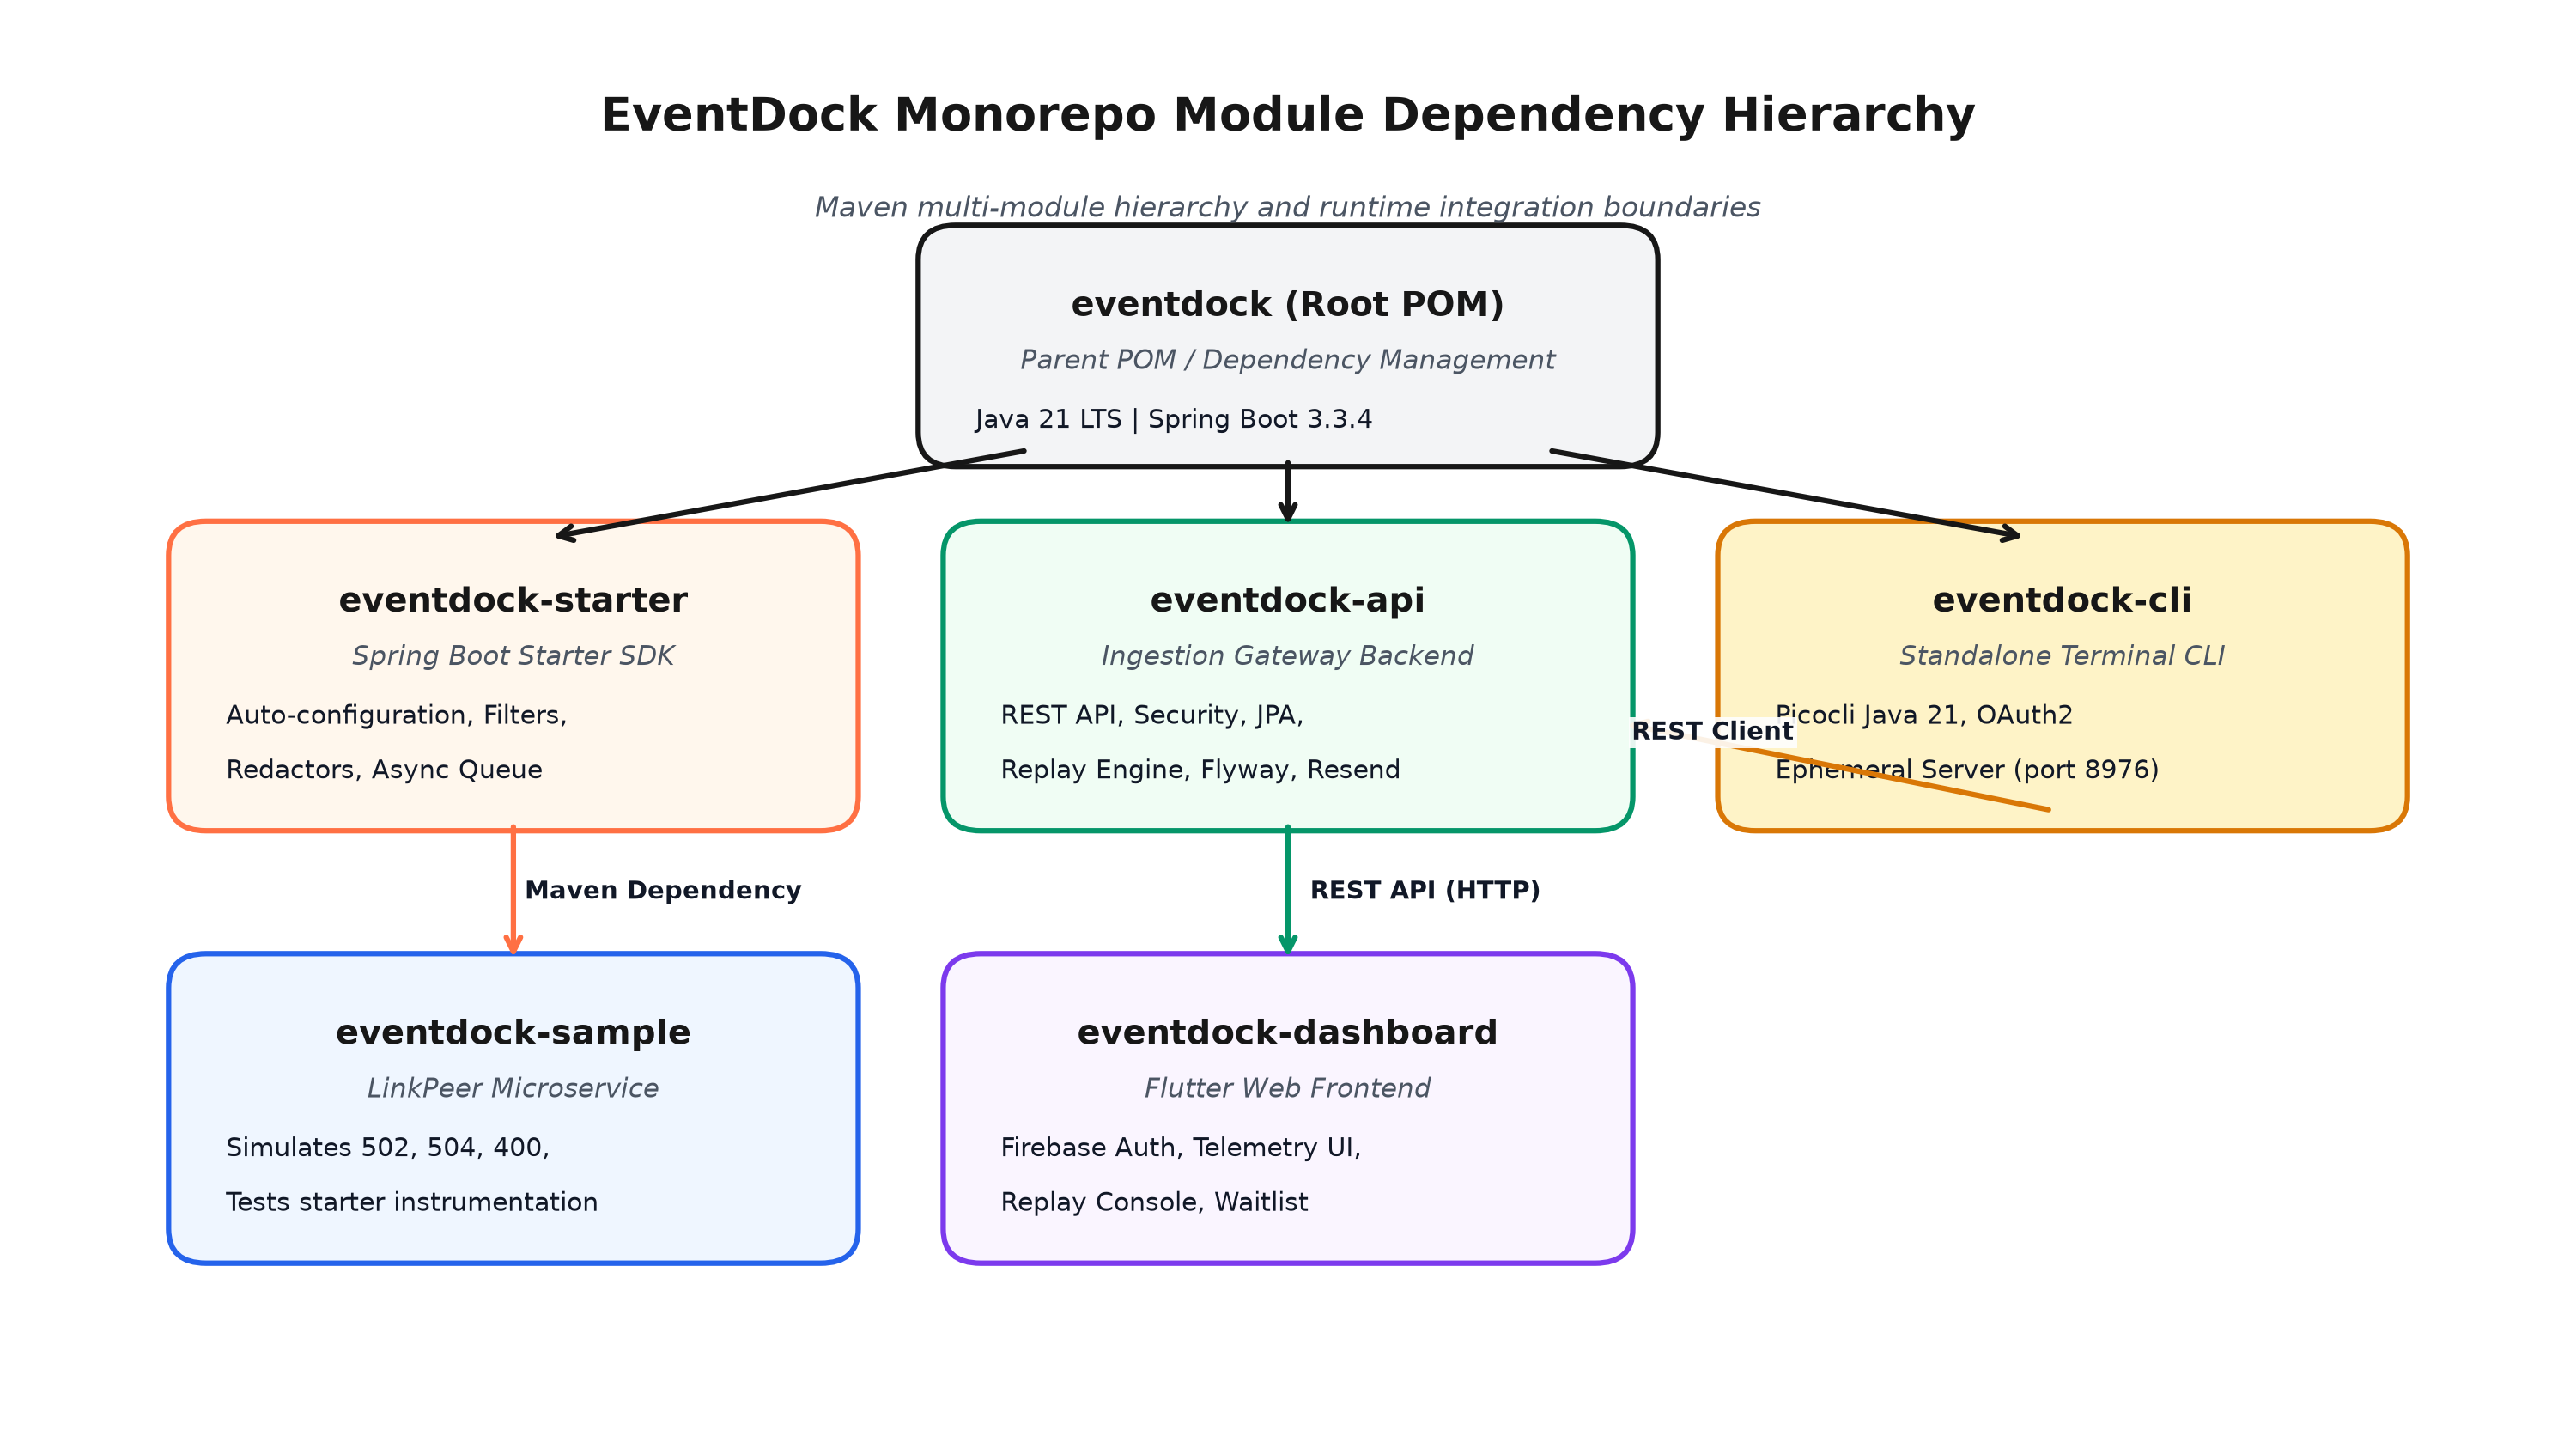 EventDock Monorepo Module Dependency Hierarchy
Maven multi-module hierarchy and runtime integration boundaries
eventdock (Root POM)
Parent POM / Dependency Management
Java 21 LTS | Spring Boot 3.3.4
eventdock-starter
Spring Boot Starter SDK
Auto-configuration, Filters,
Redactors, Async Queue
eventdock-api
Ingestion Gateway Backend
REST API, Security, JPA,
Replay Engine, Flyway, Resend
eventdock-cli
Standalone Terminal CLI
Picocli Java 21, OAuth2
Ephemeral Server (port 8976)
REST Client
Maven Dependency
REST API (HTTP)
eventdock-sample
LinkPeer Microservice
Simulates 502, 504, 400,
Tests starter instrumentation
eventdock-dashboard
Flutter Web Frontend
Firebase Auth, Telemetry UI,
Replay Console, Waitlist